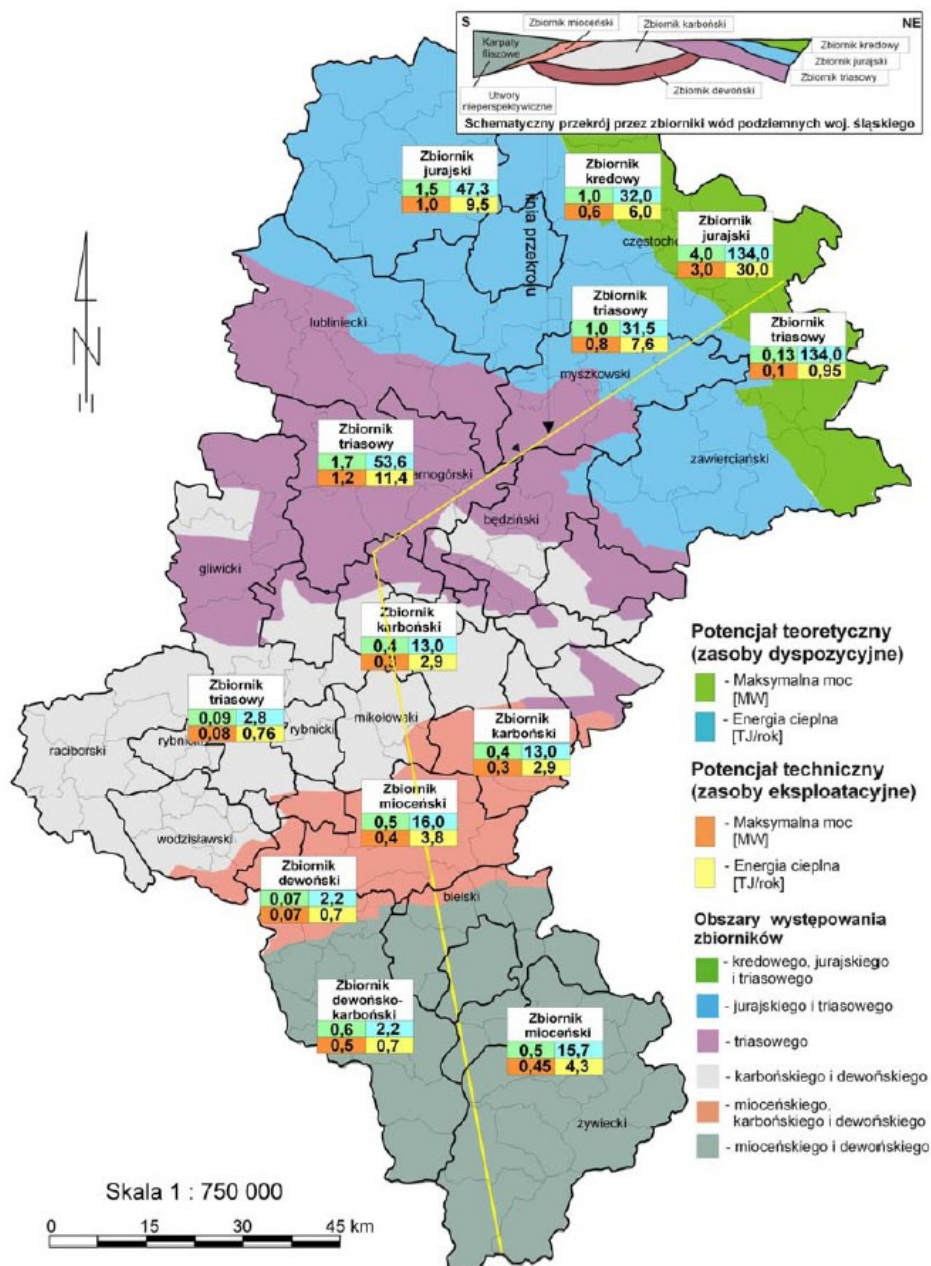 S
NE
Zbiornik mioceński
Zbiornik karboński
Karpaty
fliszowe
Zbiornik kredowy
Zbiornik jurajski
Zbiornik triasowy
Utwory
nieperspektywiczne
Zbiornik dewoński
Schematyczny przekrój przez zbiorniki wód podziemnych woj. śląskiego
Zbiornik
jurajski
1,5 47,3
1,0 9,5
Zbiornik
kredowy
1,0 32,0
0,6 6,0
linia przekroju
częstocho
Zbiornik
jurajski
4,0 134,0
3,0 30,0
N
lubliniecki
Zbiornik
triasowy
1,0 31,5
0,8 7,6
Zbiornik
triasowy
0,13 134,0
0,1 0,95
myszkowski
Zbiornik
triasowy
1,7 53,6
1,2 11,4
arnogórski
zawierciański
będziński
gliwicki
Zbiornik
karboński
0,4 13,0
0,3 2,9
Zbiornik
triasowy
0,09 2,8
0,08 0,76
mikołowski
raciborski
rybnicki
rybnicki
Zbiornik
karboński
0,4 13,0
0,3 2,9
Zbiornik
mioceński
0,5 16,0
0,4 3,8
wodzisławski
Zbiornik
dewoński
0,07 2,2
0,07 0,7
bielski
Zbiornik
dewońsko-
karboński
0,6 2,2
0,5 0,7
Zbiornik
mioceński
0,5 15,7
0,45 4,3
żywiecki
Potencjał teoretyczny
(zasoby dyspozycyjne)
- Maksymalna moc
[MW]
- Energia cieplna
[TJ/rok]
Potencjał techniczny
(zasoby eksploatacyjne)
- Maksymalna moc
[MW]
- Energia cieplna
[TJ/rok]
Obszary występowania
zbiorników
- kredowego, jurajskiego
i triasowego
- jurajskiego i triasowego
- triasowego
- karbońskiego i dewońskiego
- mioceńskiego,
karbońskiego i dewońskiego
- mioceńskiego i dewońskiego
Skala 1 : 750 000
0 15 30 45 km